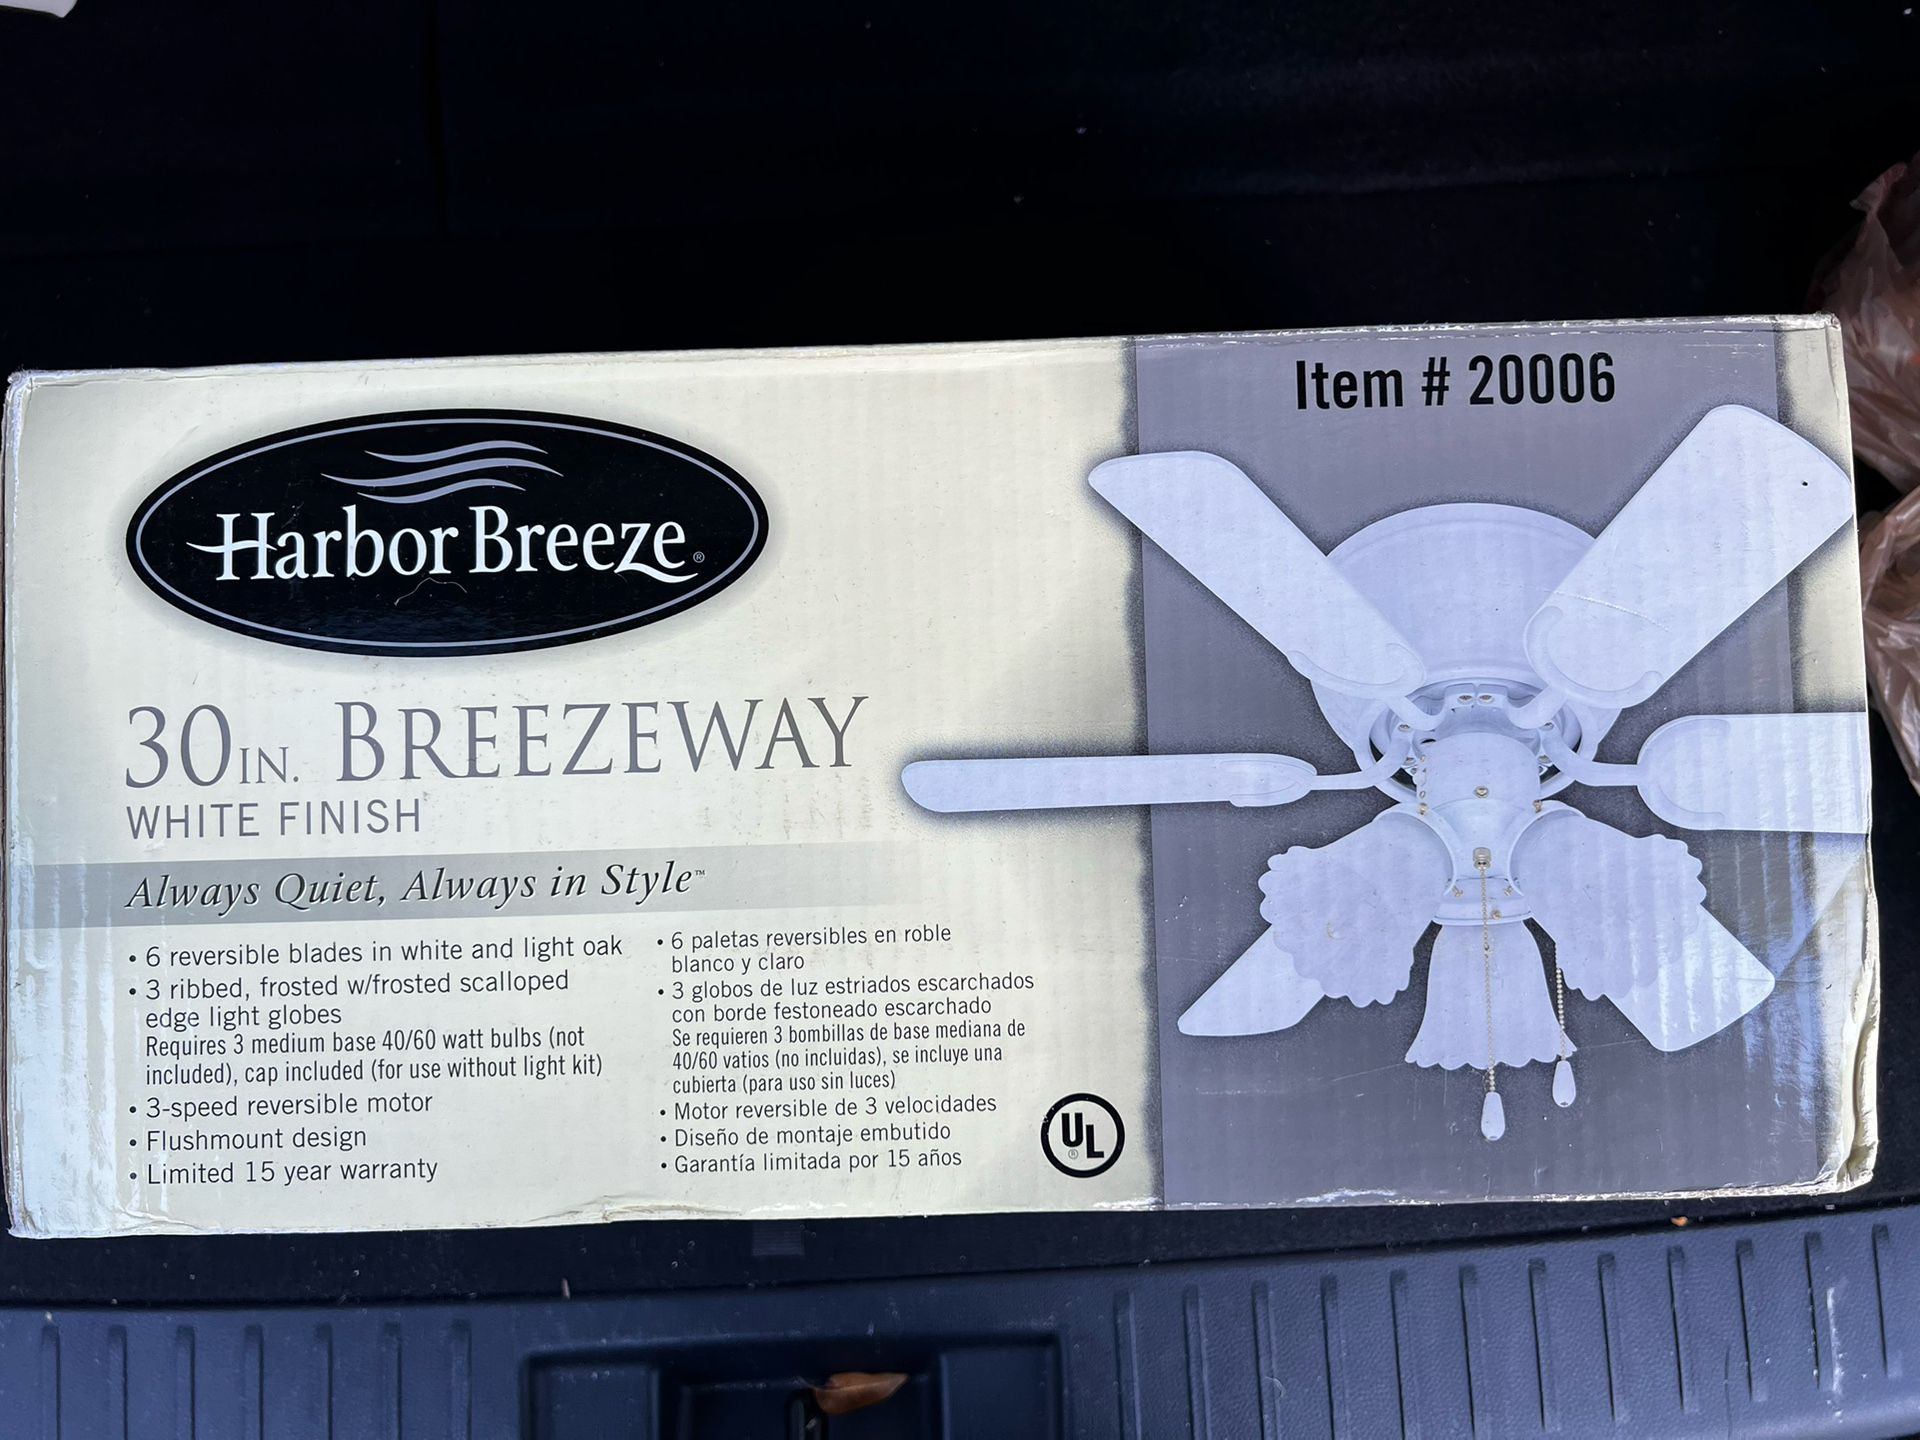 Item # 20006
Harbor Breeze®
30IN. BREEZEWAY
WHITE FINISH
Always Quiet, Always in Style™
• 6 reversible blades in white and light oak
• 3 ribbed, frosted w/frosted scalloped
edge light globes
Requires 3 medium base 40/60 watt bulbs (not
included), cap included (for use without light kit)
• 3-speed reversible motor
• Flushmount design
• Limited 15 year warranty
• 6 paletas reversibles en roble
blanco y claro
• 3 globos de luz estriados escarchados
con borde festoneado escarchado
Se requieren 3 bombillas de base mediana de
40/60 vatios (no incluidas), se incluye una
cubierta (para uso sin luces)
• Motor reversible de 3 velocidades
• Diseño de montaje embutido
• Garantía limitada por 15 años
UL®